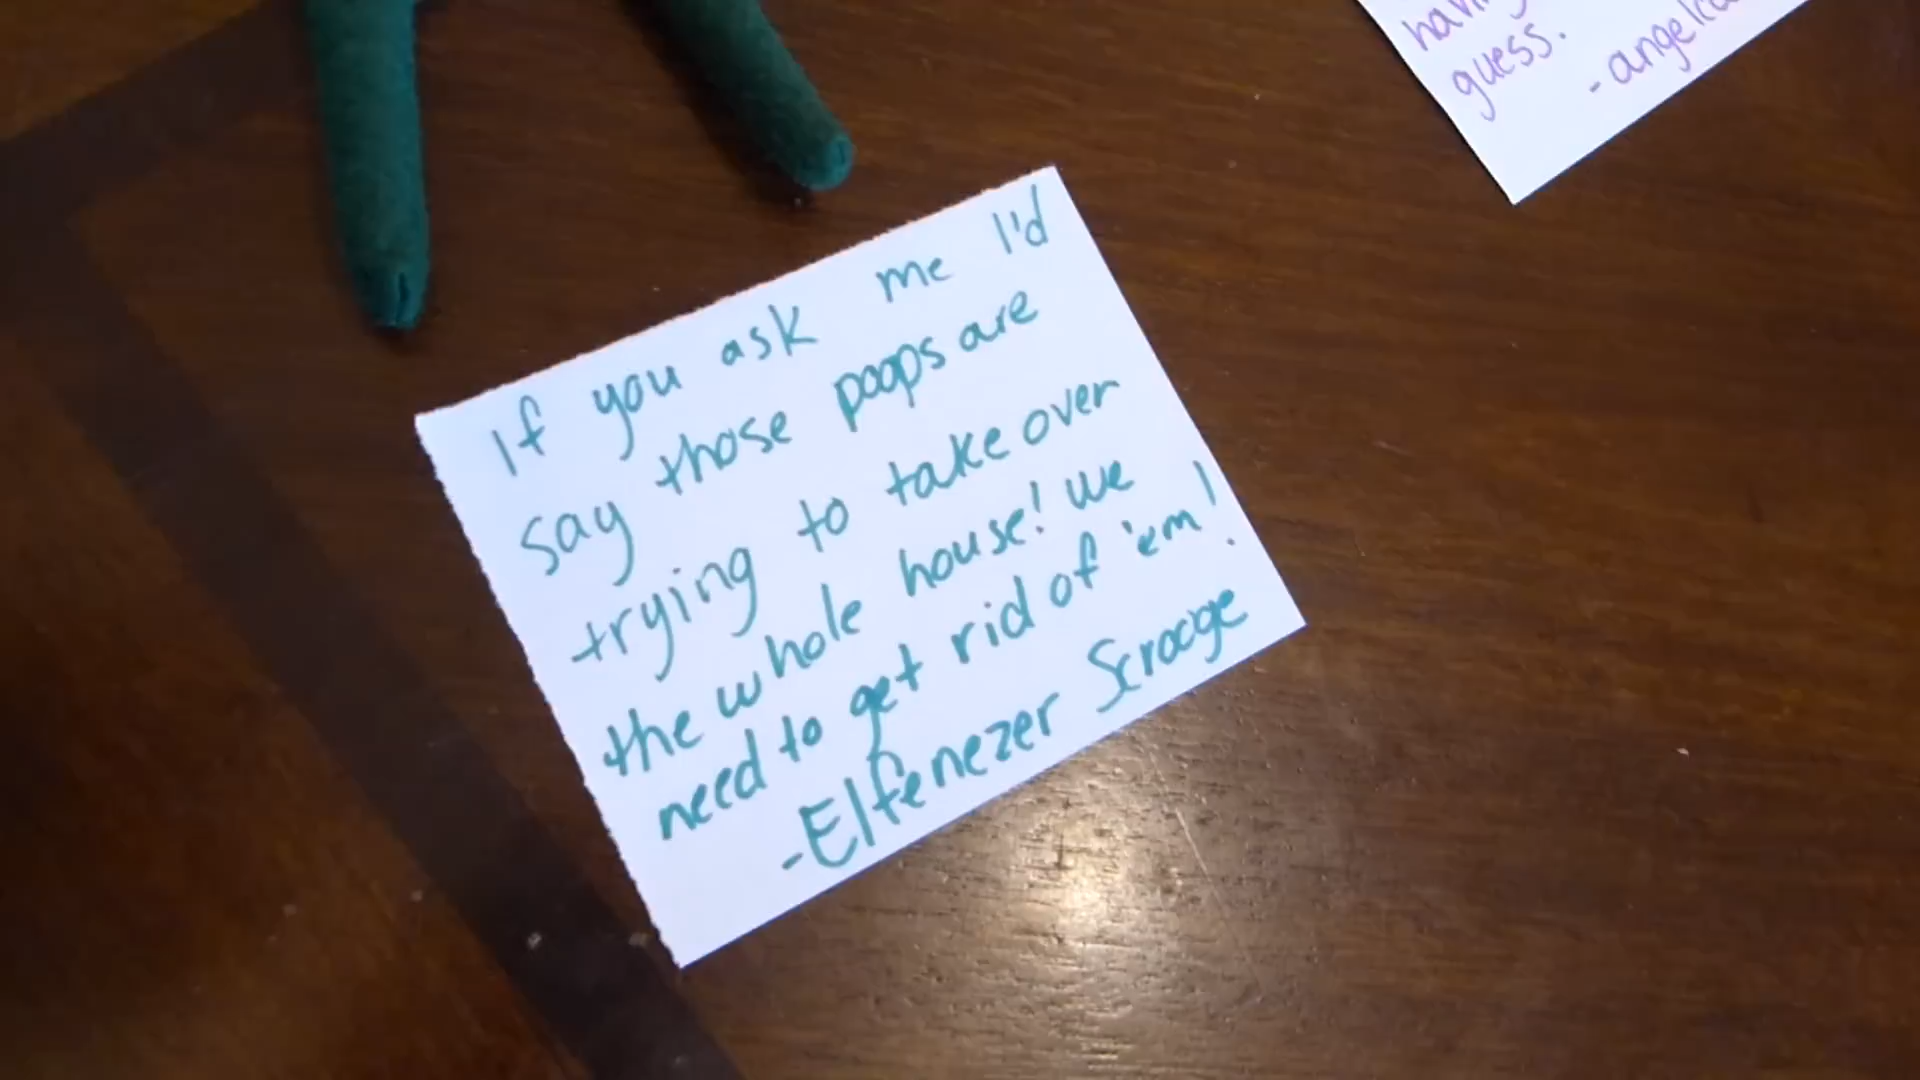 If you ask me I'd
say those poops are
trying to take over
the whole house! we
need to get rid of 'em!
-Elfenezer Scrooge
guess.